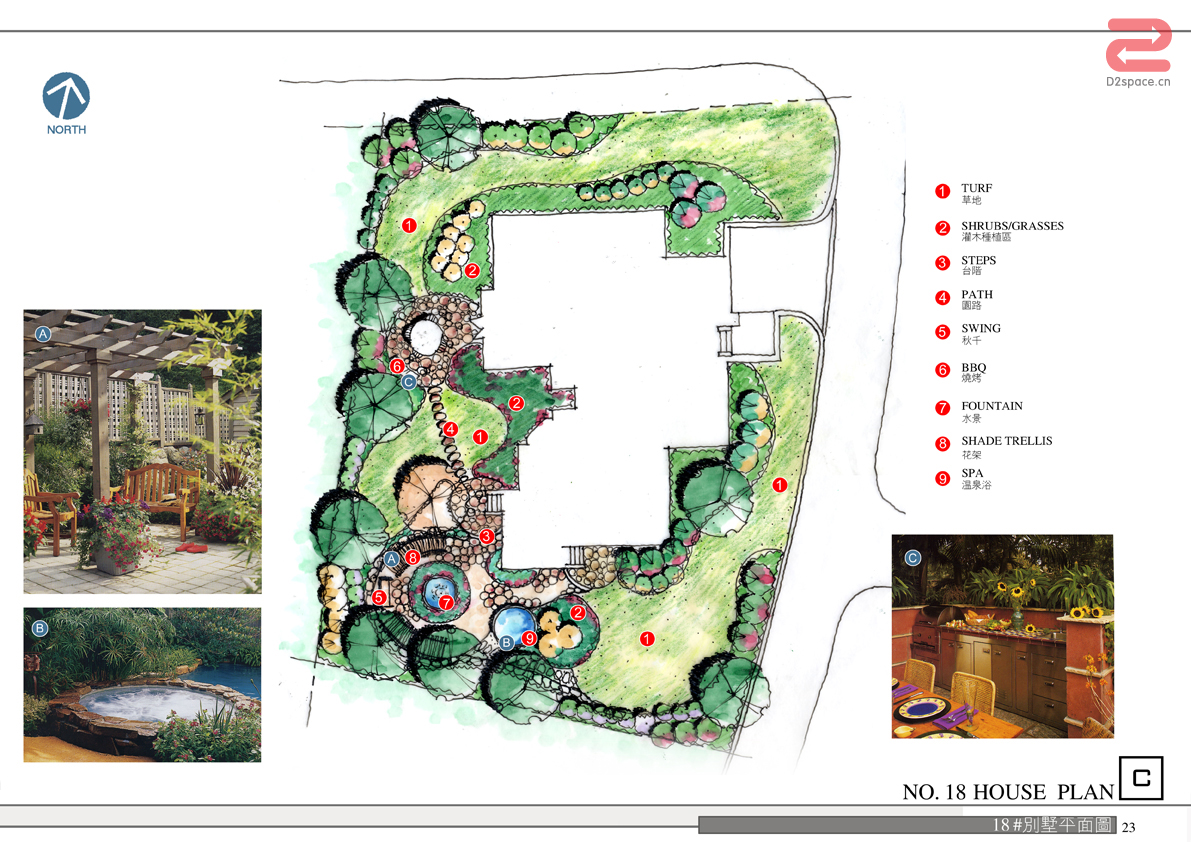 D2space.cn
NORTH
1 TURF
草地
2 SHRUBS/GRASSES
灌木種植區
3 STEPS
台階
4 PATH
園路
5 SWING
秋千
6 BBQ
燒烤
7 FOUNTAIN
水景
8 SHADE TRELLIS
花架
9 SPA
溫泉浴
1
2
6
C
2
4
1
1
3
A
8
5
7
2
B
9
1
A
B
C
NO. 18 HOUSE PLAN C
18#別墅平面圖 23